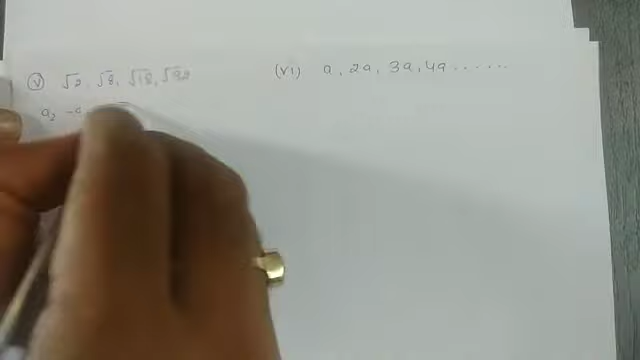 (V) √2, √8, √18, √32
(VI) a, 2a, 3a, 4a......
a₂ -